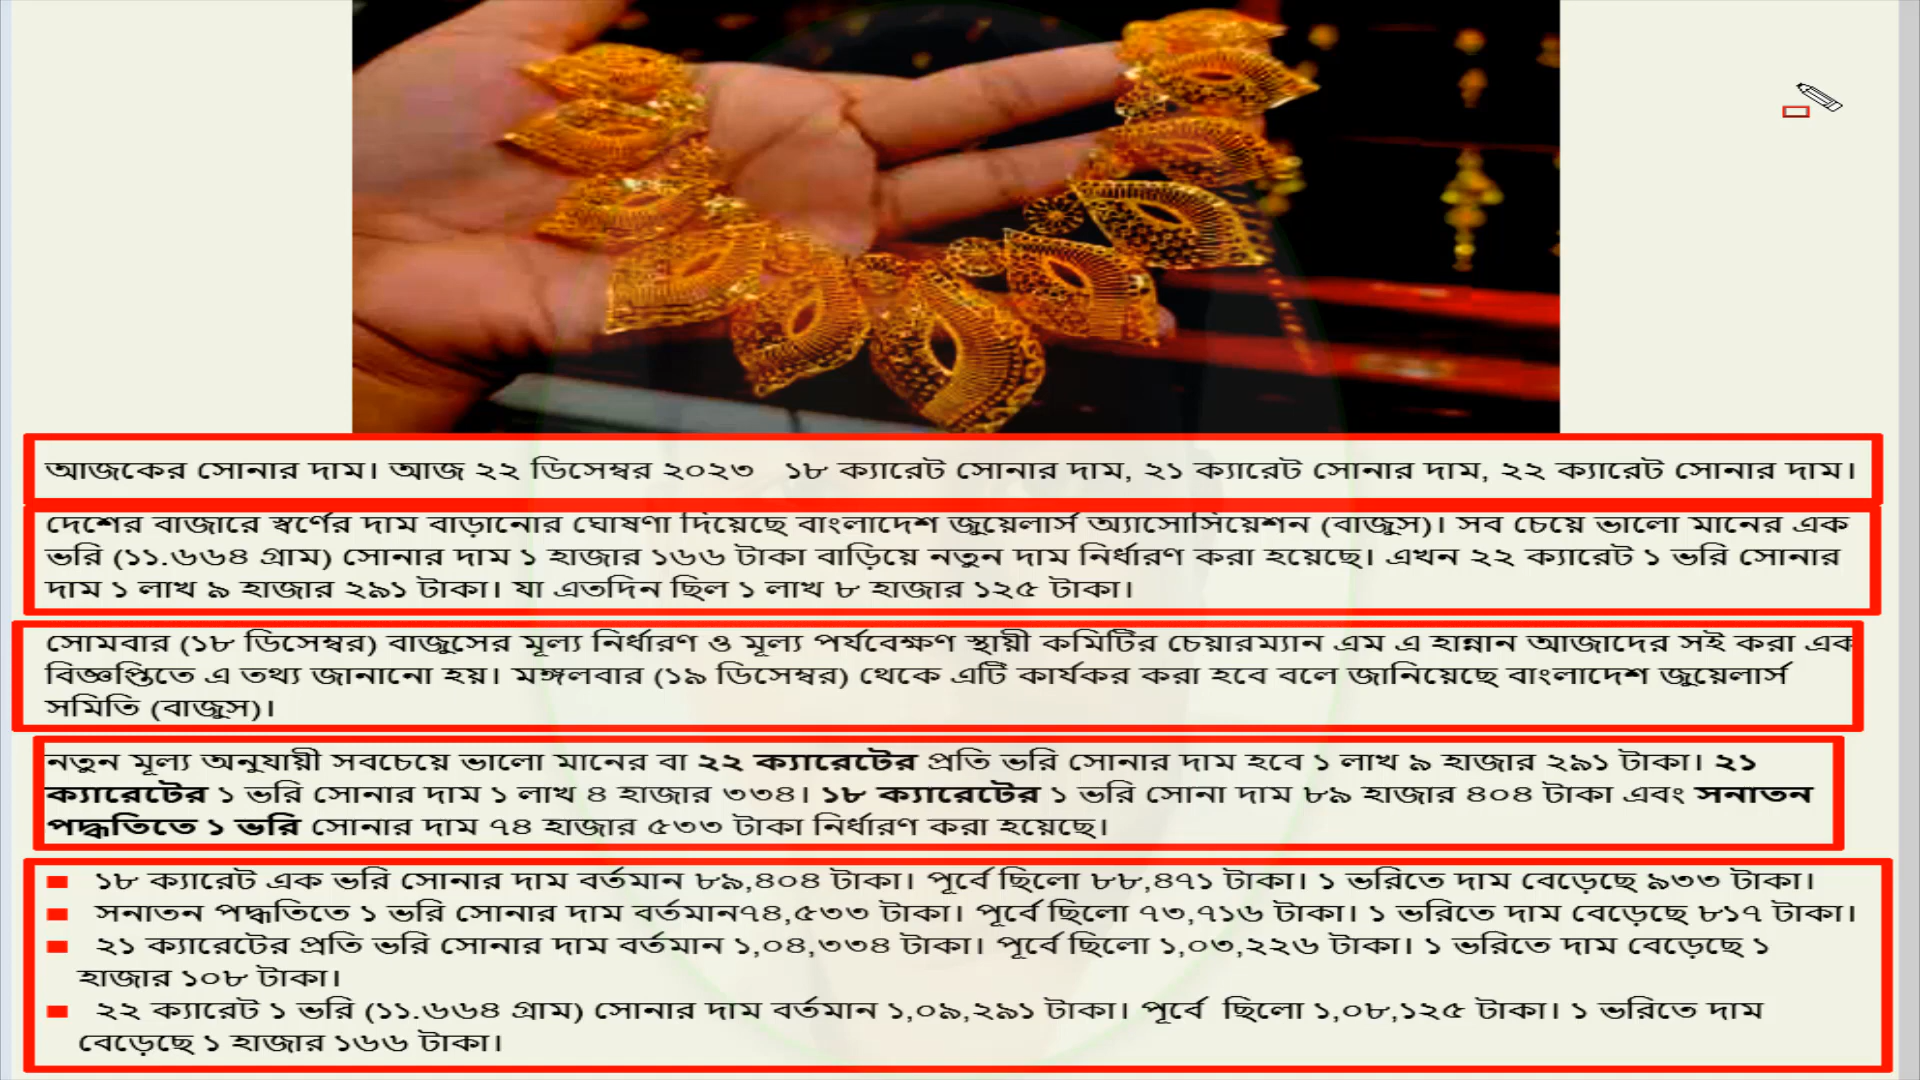 আজকের সোনার দাম। আজ ২২ ডিসেম্বর ২০২৩ ১৮ ক্যারেট সোনার দাম, ২১ ক্যারেট সোনার দাম, ২২ ক্যারেট সোনার দাম।
দেশের বাজারে স্বর্ণের দাম বাড়ানোর ঘোষণা দিয়েছে বাংলাদেশ জুয়েলার্স অ্যাসোসিয়েশন (বাজুস)। সব চেয়ে ভালো মানের এক
ভরি (১১.৬৬৪ গ্রাম) সোনার দাম ১ হাজার ১৬৬ টাকা বাড়িয়ে নতুন দাম নির্ধারণ করা হয়েছে। এখন ২২ ক্যারেট ১ ভরি সোনার
দাম ১ লাখ ৯ হাজার ২৯১ টাকা। যা এতদিন ছিল ১ লাখ ৮ হাজার ১২৫ টাকা।
সোমবার (১৮ ডিসেম্বর) বাজুসের মূল্য নির্ধারণ ও মূল্য পর্যবেক্ষণ স্থায়ী কমিটির চেয়ারম্যান এম এ হান্নান আজাদের সই করা এক
বিজ্ঞপ্তিতে এ তথ্য জানানো হয়। মঙ্গলবার (১৯ ডিসেম্বর) থেকে এটি কার্যকর করা হবে বলে জানিয়েছে বাংলাদেশ জুয়েলার্স
সমিতি (বাজুস)।
নতুন মূল্য অনুযায়ী সবচেয়ে ভালো মানের বা ২২ ক্যারেটের প্রতি ভরি সোনার দাম হবে ১ লাখ ৯ হাজার ২৯১ টাকা। ২১
ক্যারেটের ১ ভরি সোনার দাম ১ লাখ ৪ হাজার ৩৩৪। ১৮ ক্যারেটের ১ ভরি সোনা দাম ৮৯ হাজার ৪০৪ টাকা এবং সনাতন
পদ্ধতিতে ১ ভরি সোনার দাম ৭৪ হাজার ৫৩৩ টাকা নির্ধারণ করা হয়েছে।
১৮ ক্যারেট এক ভরি সোনার দাম বর্তমান ৮৯,৪০৪ টাকা। পূর্বে ছিলো ৮৮,৪৭১ টাকা। ১ ভরিতে দাম বেড়েছে ৯৩৩ টাকা।
সনাতন পদ্ধতিতে ১ ভরি সোনার দাম বর্তমান৭৪,৫৩৩ টাকা। পূর্বে ছিলো ৭৩,৭১৬ টাকা। ১ ভরিতে দাম বেড়েছে ৮১৭ টাকা।
২১ ক্যারেটের প্রতি ভরি সোনার দাম বর্তমান ১,০৪,৩৩৪ টাকা। পূর্বে ছিলো ১,০৩,২২৬ টাকা। ১ ভরিতে দাম বেড়েছে ১
হাজার ১০৮ টাকা।
২২ ক্যারেট ১ ভরি (১১.৬৬৪ গ্রাম) সোনার দাম বর্তমান ১,০৯,২৯১ টাকা। পূর্বে ছিলো ১,০৮,১২৫ টাকা। ১ ভরিতে দাম
বেড়েছে ১ হাজার ১৬৬ টাকা।